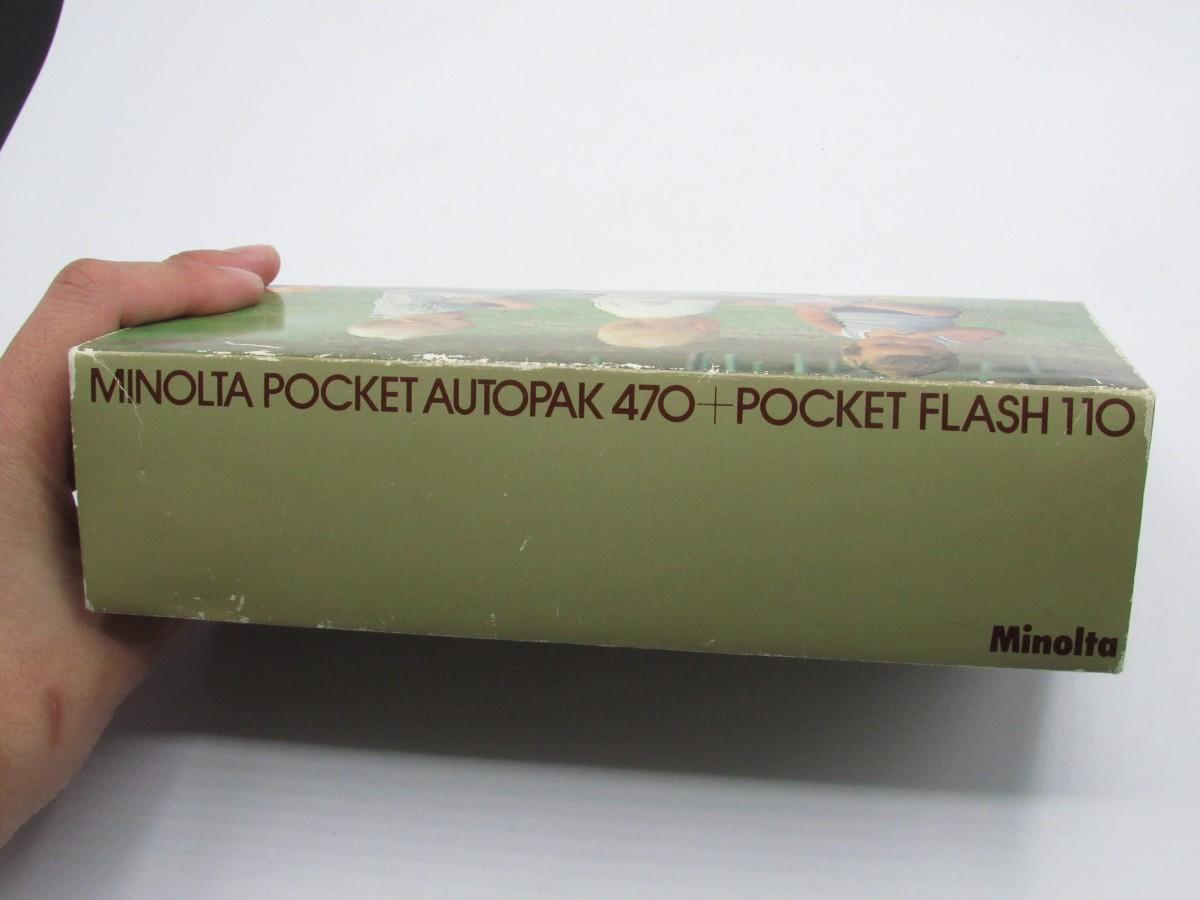 MINOLTA POCKET AUTOPAK 470+POCKET FLASH 110
Minolta